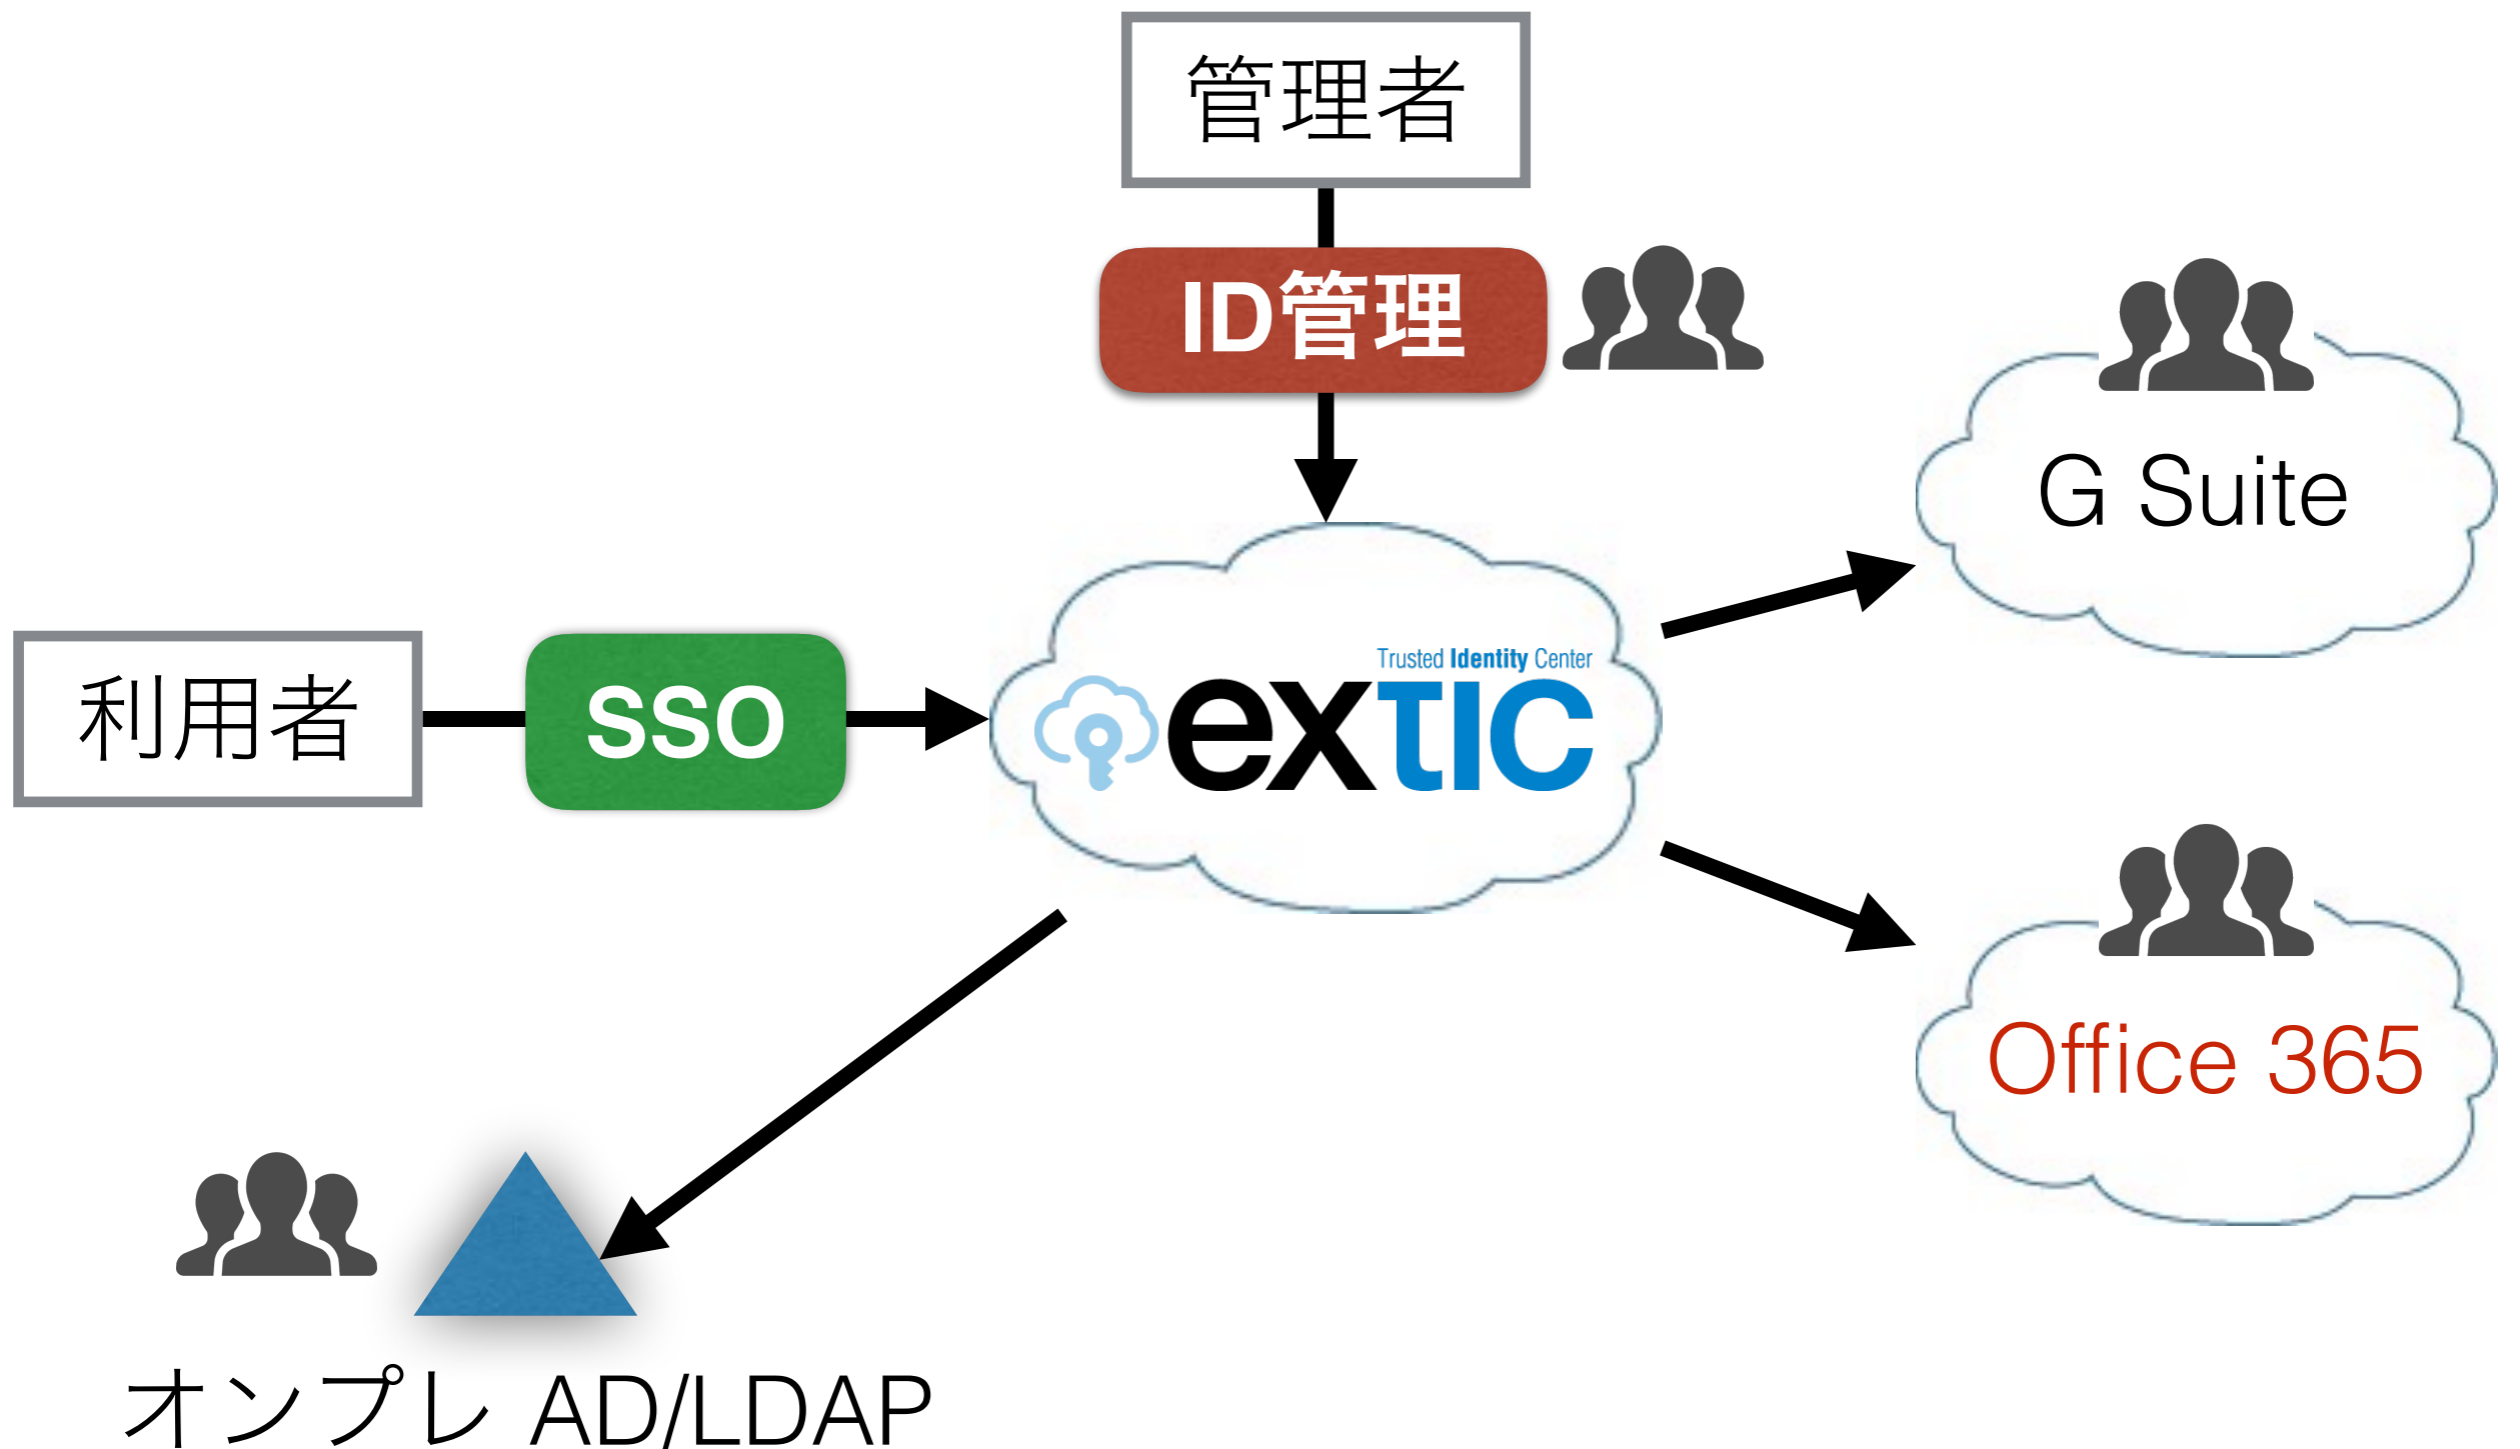 管理者
ID管理
G Suite
利用者
SSO
Trusted Identity Center
exTIC
Office 365
オンプレ AD/LDAP